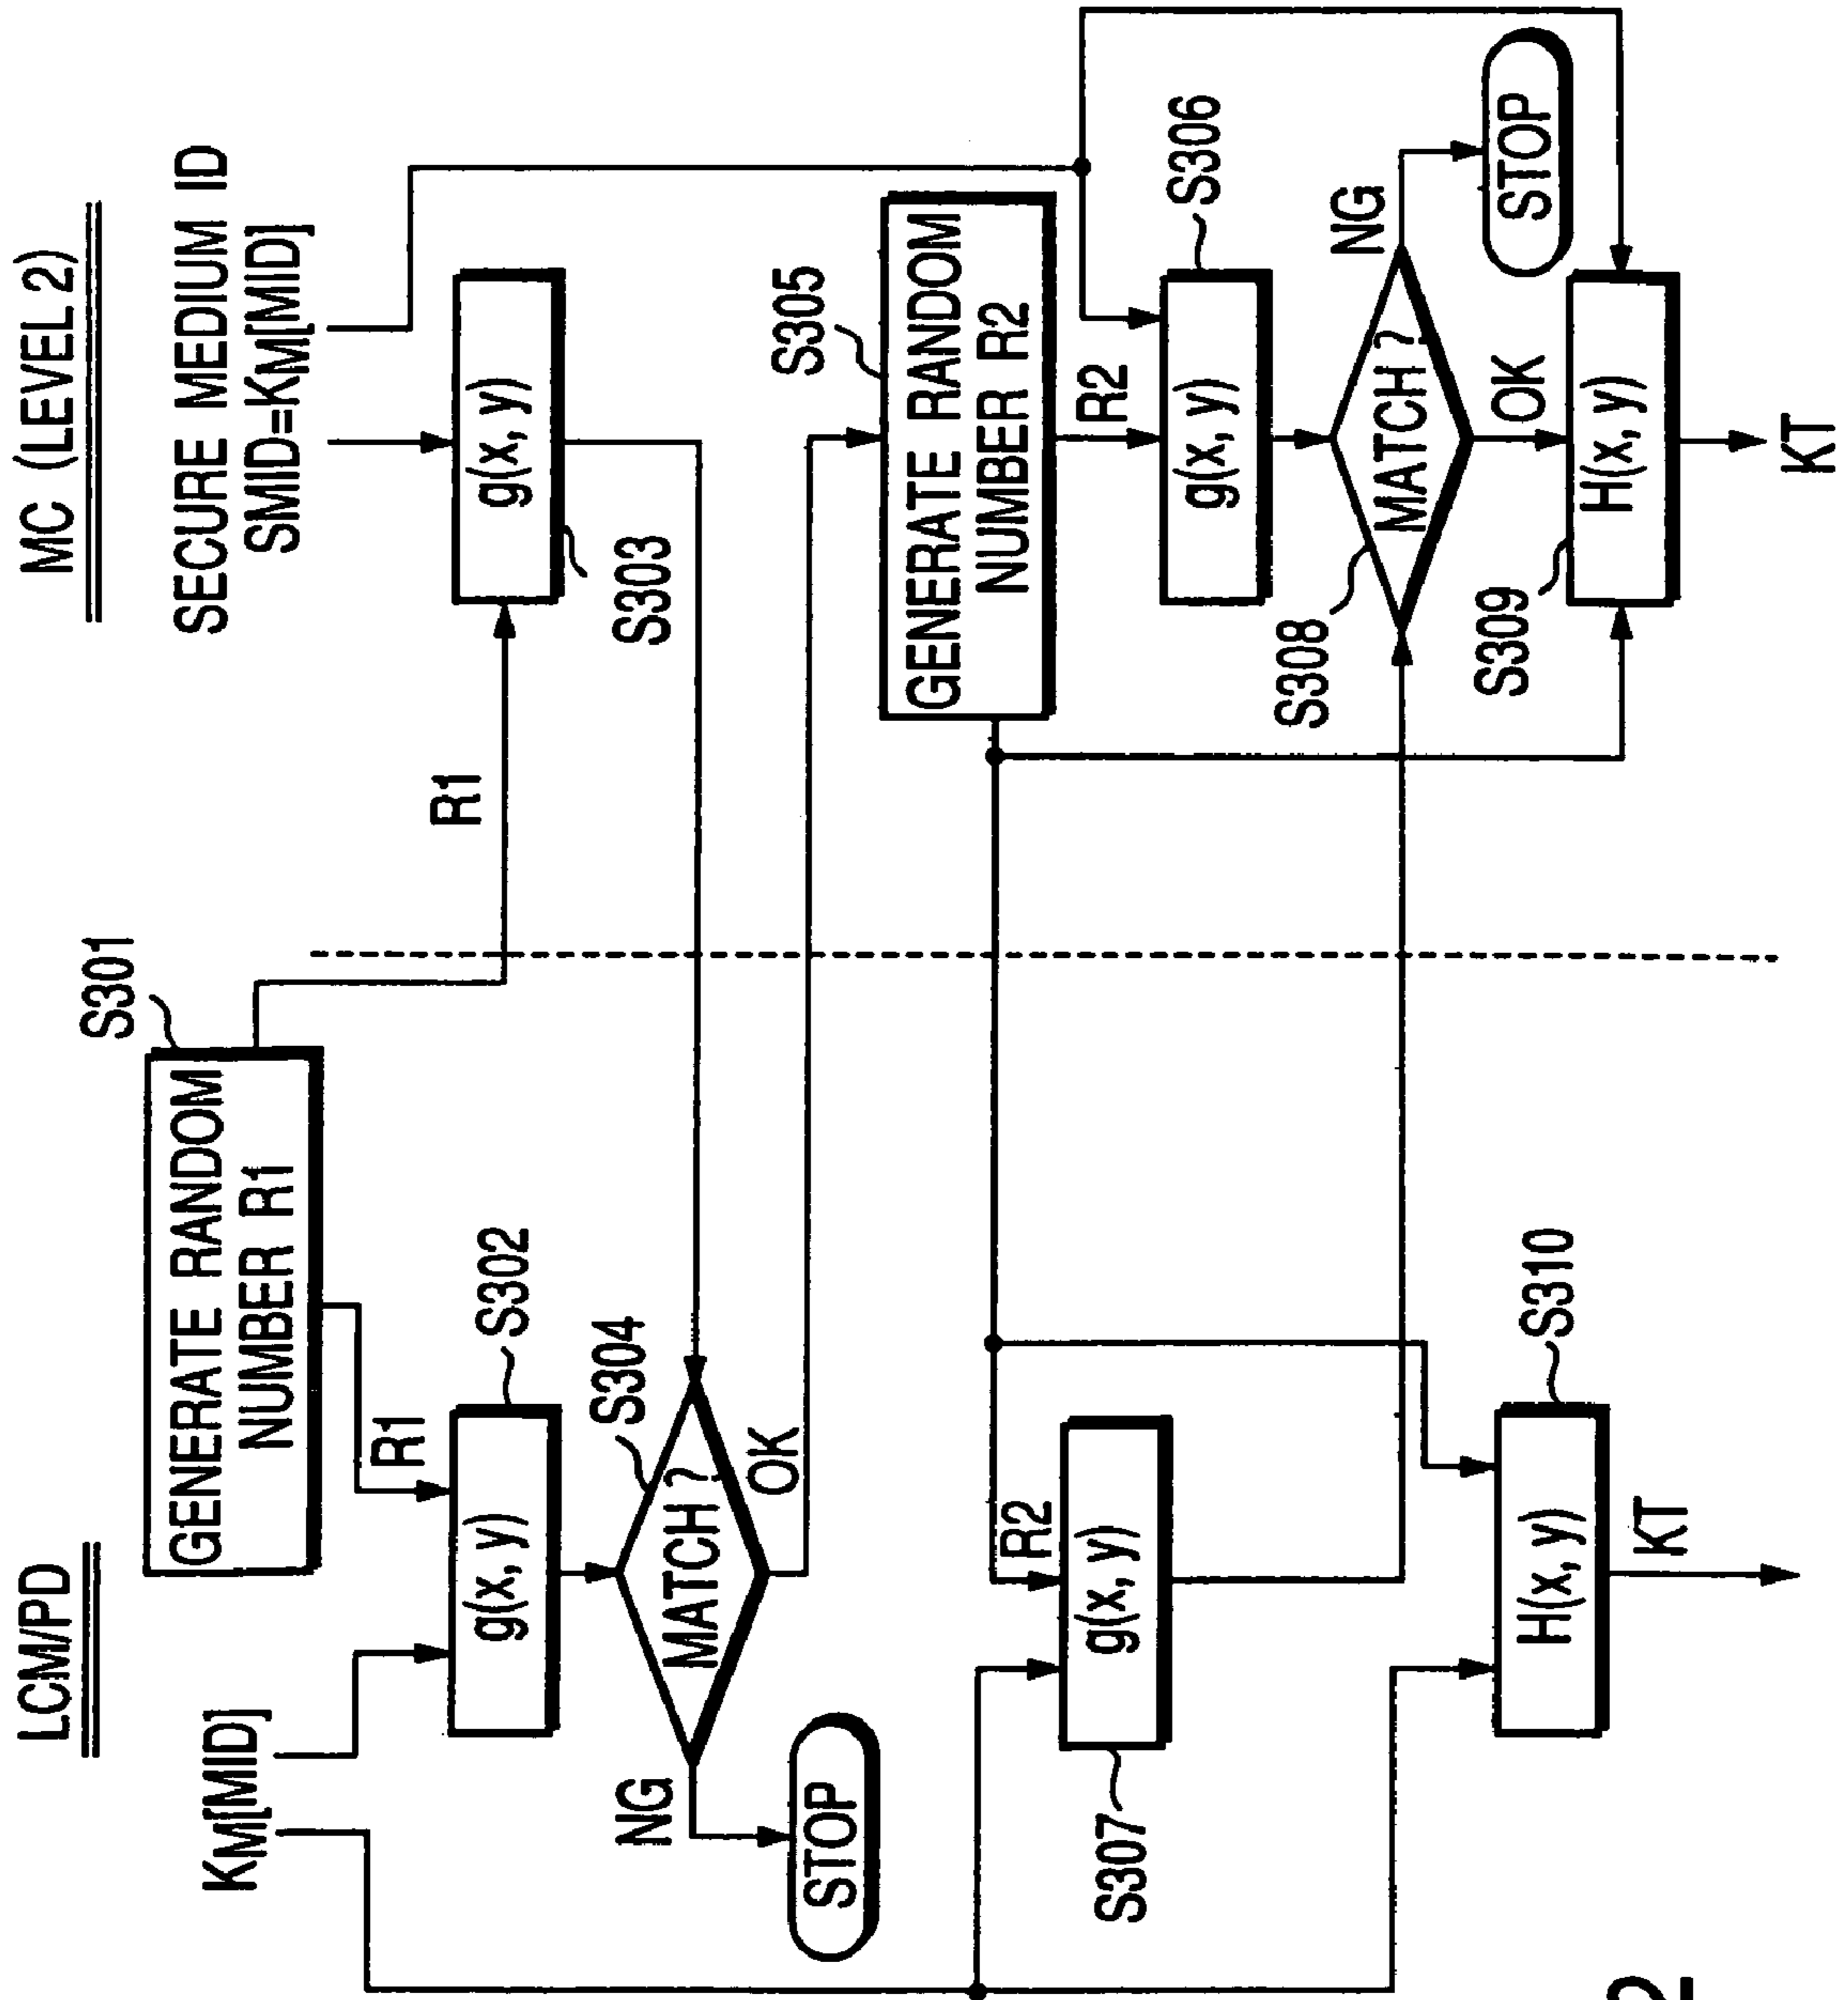 LCM/PD
MC (LEVEL 2)
SECURE MEDIUM ID
SMID=KM[MID]
KM[MID]
GENERATE RANDOM
NUMBER R1
S301
R1
R1
g(x, y)
S302
g(x, y)
S303
MATCH ?
S304
NG
STOP
OK
S305
GENERATE RANDOM
NUMBER R2
R2
R2
g(x, y)
S307
g(x, y)
S306
S308
MATCH ?
NG
STOP
OK
S309
H(x, y)
KT
H(x, y)
S310
KT
2